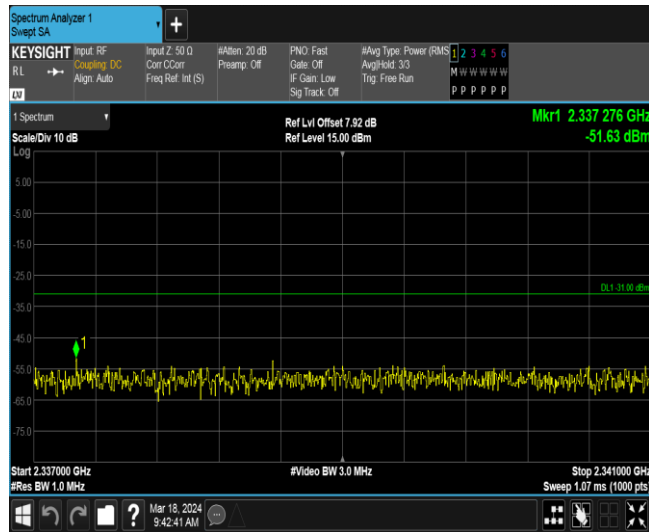 Spectrum Analyzer 1
Swept SA
+
KEYSIGHT
RL
LXI
Input: RF
Coupling: DC
Align: Auto
Input Z: 50 Ω
Corr CCorr
Freq Ref: Int (S)
#Atten: 20 dB
Preamp: Off
PNO: Fast
Gate: Off
IF Gain: Low
Sig Track: Off
#Avg Type: Power (RMS
Avg|Hold: 3/3
Trig: Free Run
1 2 3 4 5 6
M W W W W W
P P P P P P
1 Spectrum
Scale/Div 10 dB
Log
Ref Lvl Offset 7.92 dB
Ref Level 15.00 dBm
Mkr1 2.337 276 GHz
-51.63 dBm
5.00
-5.00
-15.0
-25.0
DL1 -31.00 dBm
-35.0
-45.0
1
-55.0
-65.0
-75.0
Start 2.337000 GHz
#Res BW 1.0 MHz
#Video BW 3.0 MHz
Stop 2.341000 GHz
Sweep 1.07 ms (1000 pts)
?
Mar 18, 2024
9:42:41 AM